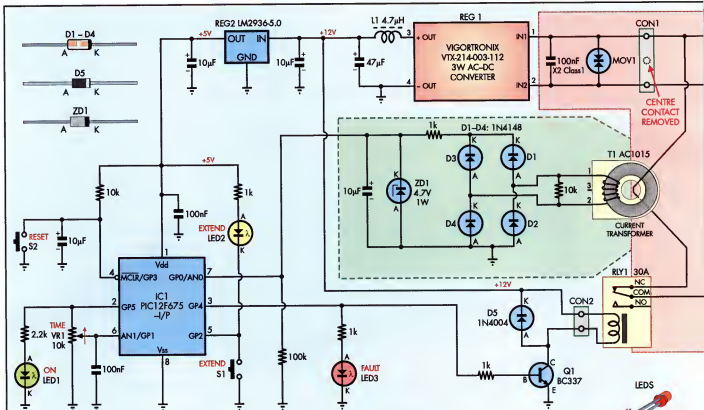 D1 – D4
A K
D5
A K
ZD1
A K
REG2 LM2936-5.0
+5V
OUT IN
GND
10µF
10µF
+12V
L1 4.7µH
47µF
REG 1
3 + OUT
VIGORTRONIX
VTX-214-003-112
3W AC–DC
CONVERTER
4 – OUT
IN1 1
IN2 2
100nF
X2 Class1
MOV1
CON1
CENTRE
CONTACT
REMOVED
+5V
10k
100nF
1k
EXTEND
LED2
A
λ
K
RESET
S2
10µF
1
Vdd
4 MCLR/GP3
GP0/AN0 7
IC1
PIC12F675
–I/P
2 GP5
GP4 3
6 AN1/GP1
GP2 5
Vss
8
2.2k
TIME
VR1
10k
A
λ
K
ON
LED1
100nF
EXTEND
S1
100k
1k
A
λ
K
FAULT
LED3
10µF
K
A
ZD1
4.7V
1W
1k
D1–D4: 1N4148
D3 K A
D1 K A
D4 K A
D2 K A
10k
T1 AC1015
1
3
2
CURRENT
TRANSFORMER
+12V
RLY1 30A
NC
COM
NO
CON2
D5
1N4004
K
A
1k
B
C
E
Q1
BC337
LEDS